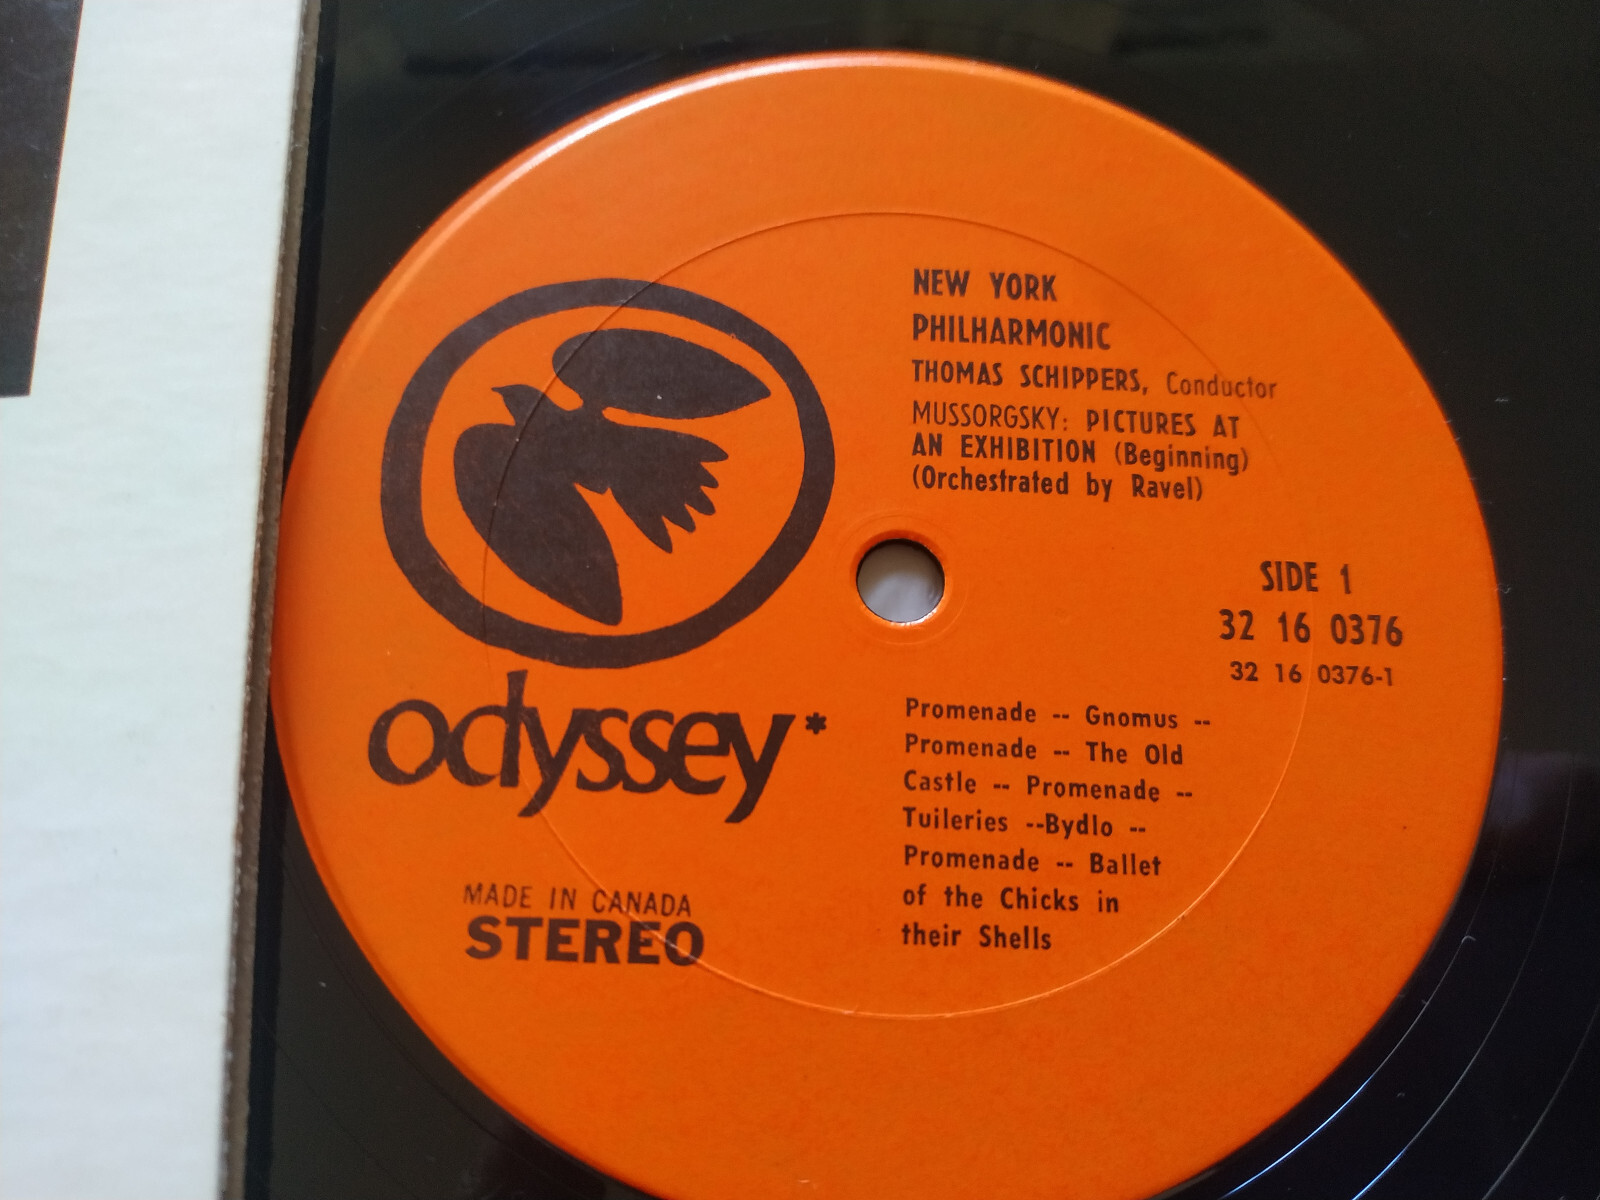 NEW YORK
PHILHARMONIC
THOMAS SCHIPPERS, Conductor
MUSSORGSKY: PICTURES AT
AN EXHIBITION (Beginning)
(Orchestrated by Ravel)
SIDE 1
32 16 0376
32 16 0376-1
odyssey*
Promenade -- Gnomus --
Promenade -- The Old
Castle -- Promenade --
Tuileries --Bydlo --
Promenade -- Ballet
of the Chicks in
their Shells
MADE IN CANADA
STEREO